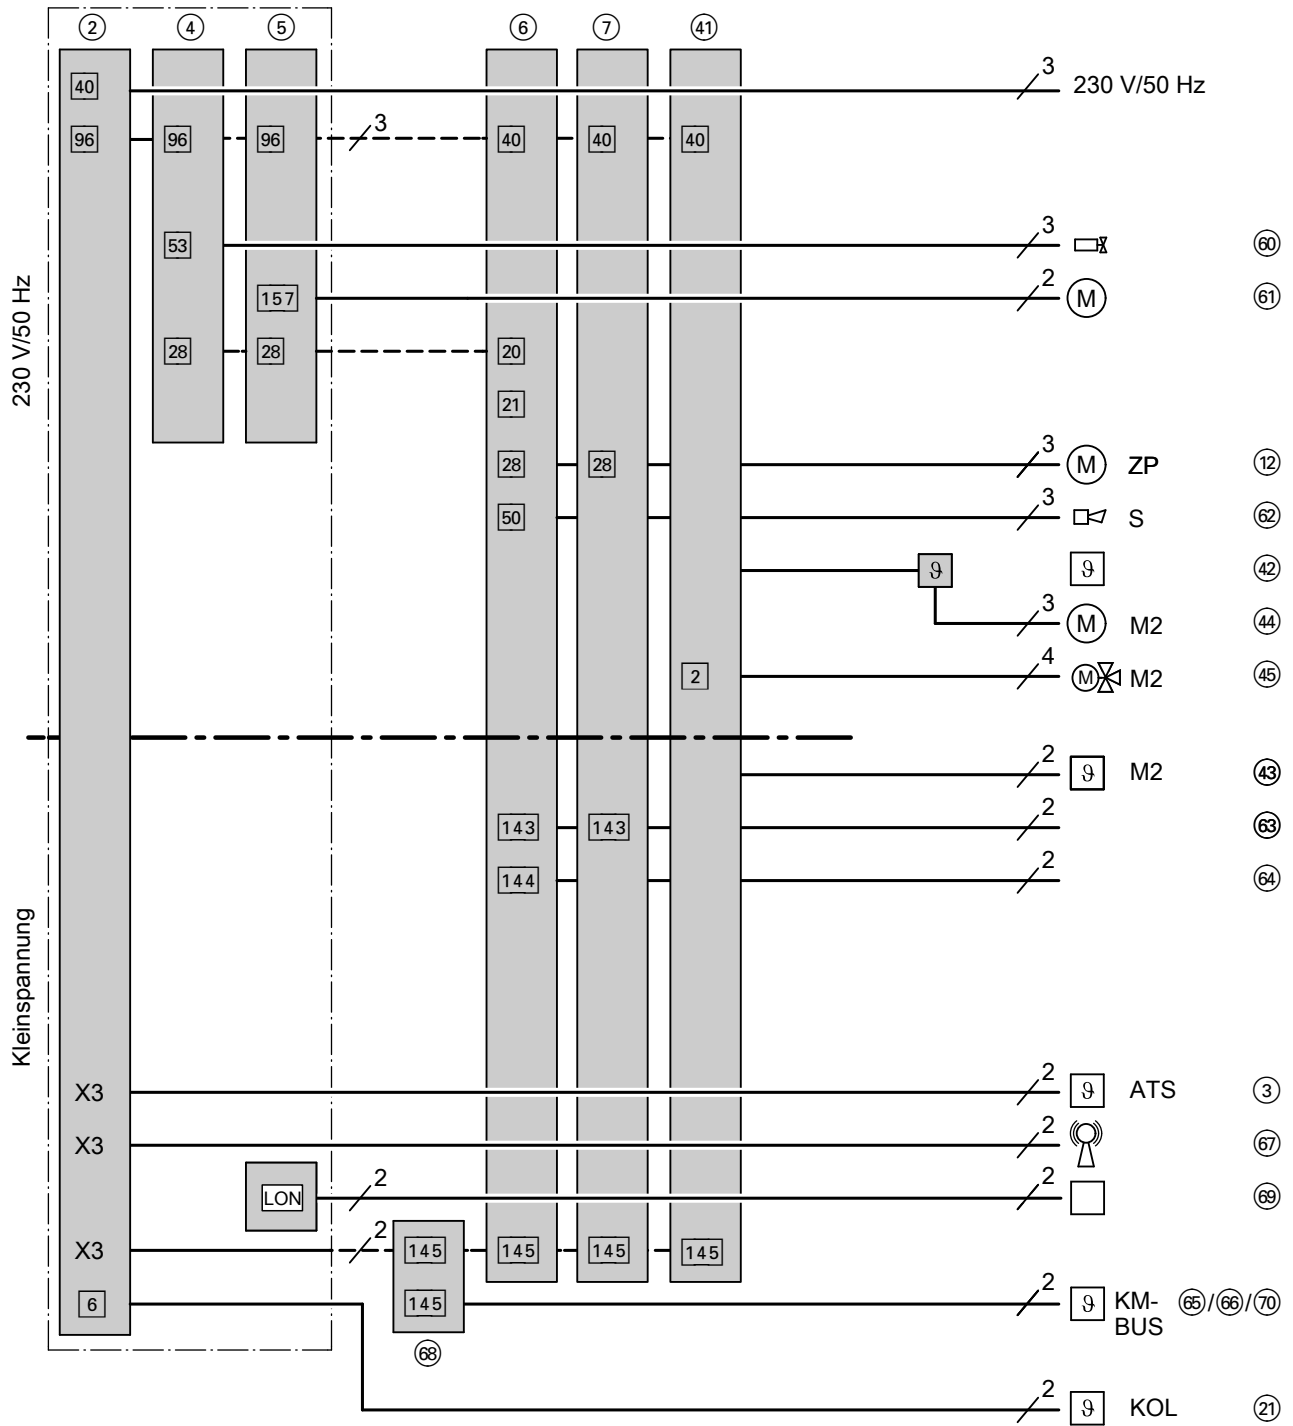 ② ④ ⑤ ⑥ ⑦ ㊶
40 3 230 V/50 Hz
96 96 96 3 40 40 40
53 3 60
157 2 M 61
230 V/50 Hz
28 28 20
21
28 28 3 M ZP ⑫
50 3 S 62
ϑ ϑ ㊷
3 M M2 ㊹
2 4 M M2 ㊺
2 ϑ M2 ㊸
143 143 2 63
144 2 64
Kleinspannung
X3 2 ϑ ATS ③
X3 2 67
LON 2 2 69
X3 2 145 145 145 145
6 145 2 ϑ KM-BUS 65/66/70
68
2 ϑ KOL ㉑